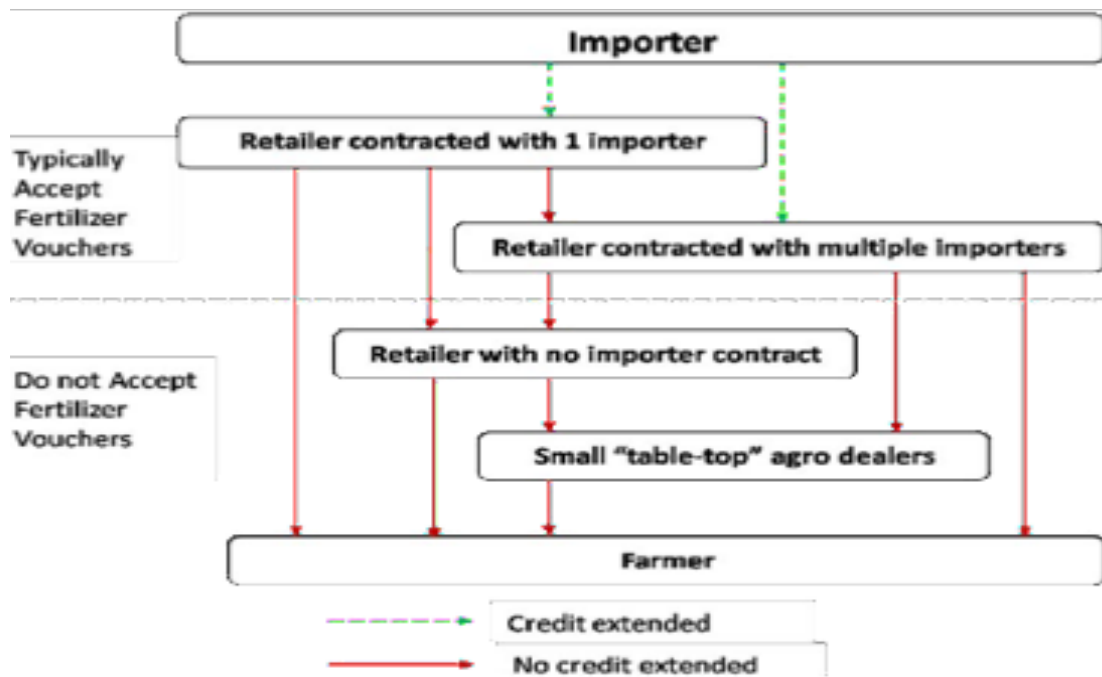 Importer
Retailer contracted with 1 importer
Typically
Accept
Fertilizer
Vouchers
Retailer contracted with multiple importers
Retailer with no importer contract
Do not Accept
Fertilizer
Vouchers
Small “table-top” agro dealers
Farmer
Credit extended
No credit extended